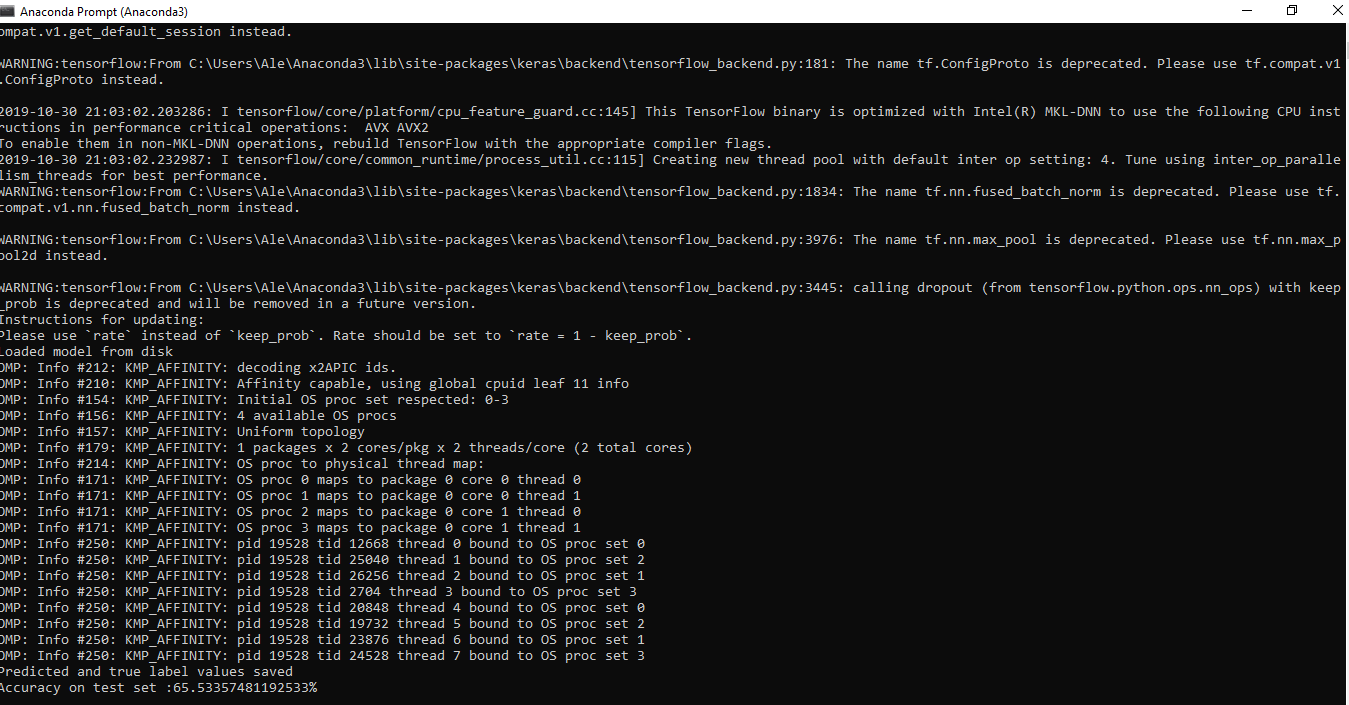 Anaconda Prompt (Anaconda3)
ompat.v1.get_default_session instead.
WARNING:tensorflow:From C:\Users\Ale\Anaconda3\lib\site-packages\keras\backend\tensorflow_backend.py:181: The name tf.ConfigProto is deprecated. Please use tf.compat.v1
.ConfigProto instead.
2019-10-30 21:03:02.203286: I tensorflow/core/platform/cpu_feature_guard.cc:145] This TensorFlow binary is optimized with Intel(R) MKL-DNN to use the following CPU inst
ructions in performance critical operations:  AVX AVX2
To enable them in non-MKL-DNN operations, rebuild TensorFlow with the appropriate compiler flags.
2019-10-30 21:03:02.232987: I tensorflow/core/common_runtime/process_util.cc:115] Creating new thread pool with default inter op setting: 4. Tune using inter_op_paralle
lism_threads for best performance.
WARNING:tensorflow:From C:\Users\Ale\Anaconda3\lib\site-packages\keras\backend\tensorflow_backend.py:1834: The name tf.nn.fused_batch_norm is deprecated. Please use tf.
compat.v1.nn.fused_batch_norm instead.
WARNING:tensorflow:From C:\Users\Ale\Anaconda3\lib\site-packages\keras\backend\tensorflow_backend.py:3976: The name tf.nn.max_pool is deprecated. Please use tf.nn.max_p
ool2d instead.
WARNING:tensorflow:From C:\Users\Ale\Anaconda3\lib\site-packages\keras\backend\tensorflow_backend.py:3445: calling dropout (from tensorflow.python.ops.nn_ops) with keep
_prob is deprecated and will be removed in a future version.
Instructions for updating:
Please use `rate` instead of `keep_prob`. Rate should be set to `rate = 1 - keep_prob`.
Loaded model from disk
OMP: Info #212: KMP_AFFINITY: decoding x2APIC ids.
OMP: Info #210: KMP_AFFINITY: Affinity capable, using global cpuid leaf 11 info
OMP: Info #154: KMP_AFFINITY: Initial OS proc set respected: 0-3
OMP: Info #156: KMP_AFFINITY: 4 available OS procs
OMP: Info #157: KMP_AFFINITY: Uniform topology
OMP: Info #179: KMP_AFFINITY: 1 packages x 2 cores/pkg x 2 threads/core (2 total cores)
OMP: Info #214: KMP_AFFINITY: OS proc to physical thread map:
OMP: Info #171: KMP_AFFINITY: OS proc 0 maps to package 0 core 0 thread 0
OMP: Info #171: KMP_AFFINITY: OS proc 1 maps to package 0 core 0 thread 1
OMP: Info #171: KMP_AFFINITY: OS proc 2 maps to package 0 core 1 thread 0
OMP: Info #171: KMP_AFFINITY: OS proc 3 maps to package 0 core 1 thread 1
OMP: Info #250: KMP_AFFINITY: pid 19528 tid 12668 thread 0 bound to OS proc set 0
OMP: Info #250: KMP_AFFINITY: pid 19528 tid 25040 thread 1 bound to OS proc set 2
OMP: Info #250: KMP_AFFINITY: pid 19528 tid 26256 thread 2 bound to OS proc set 1
OMP: Info #250: KMP_AFFINITY: pid 19528 tid 2704 thread 3 bound to OS proc set 3
OMP: Info #250: KMP_AFFINITY: pid 19528 tid 20848 thread 4 bound to OS proc set 0
OMP: Info #250: KMP_AFFINITY: pid 19528 tid 19732 thread 5 bound to OS proc set 2
OMP: Info #250: KMP_AFFINITY: pid 19528 tid 23876 thread 6 bound to OS proc set 1
OMP: Info #250: KMP_AFFINITY: pid 19528 tid 24528 thread 7 bound to OS proc set 3
Predicted and true label values saved
Accuracy on test set :65.53357481192533%